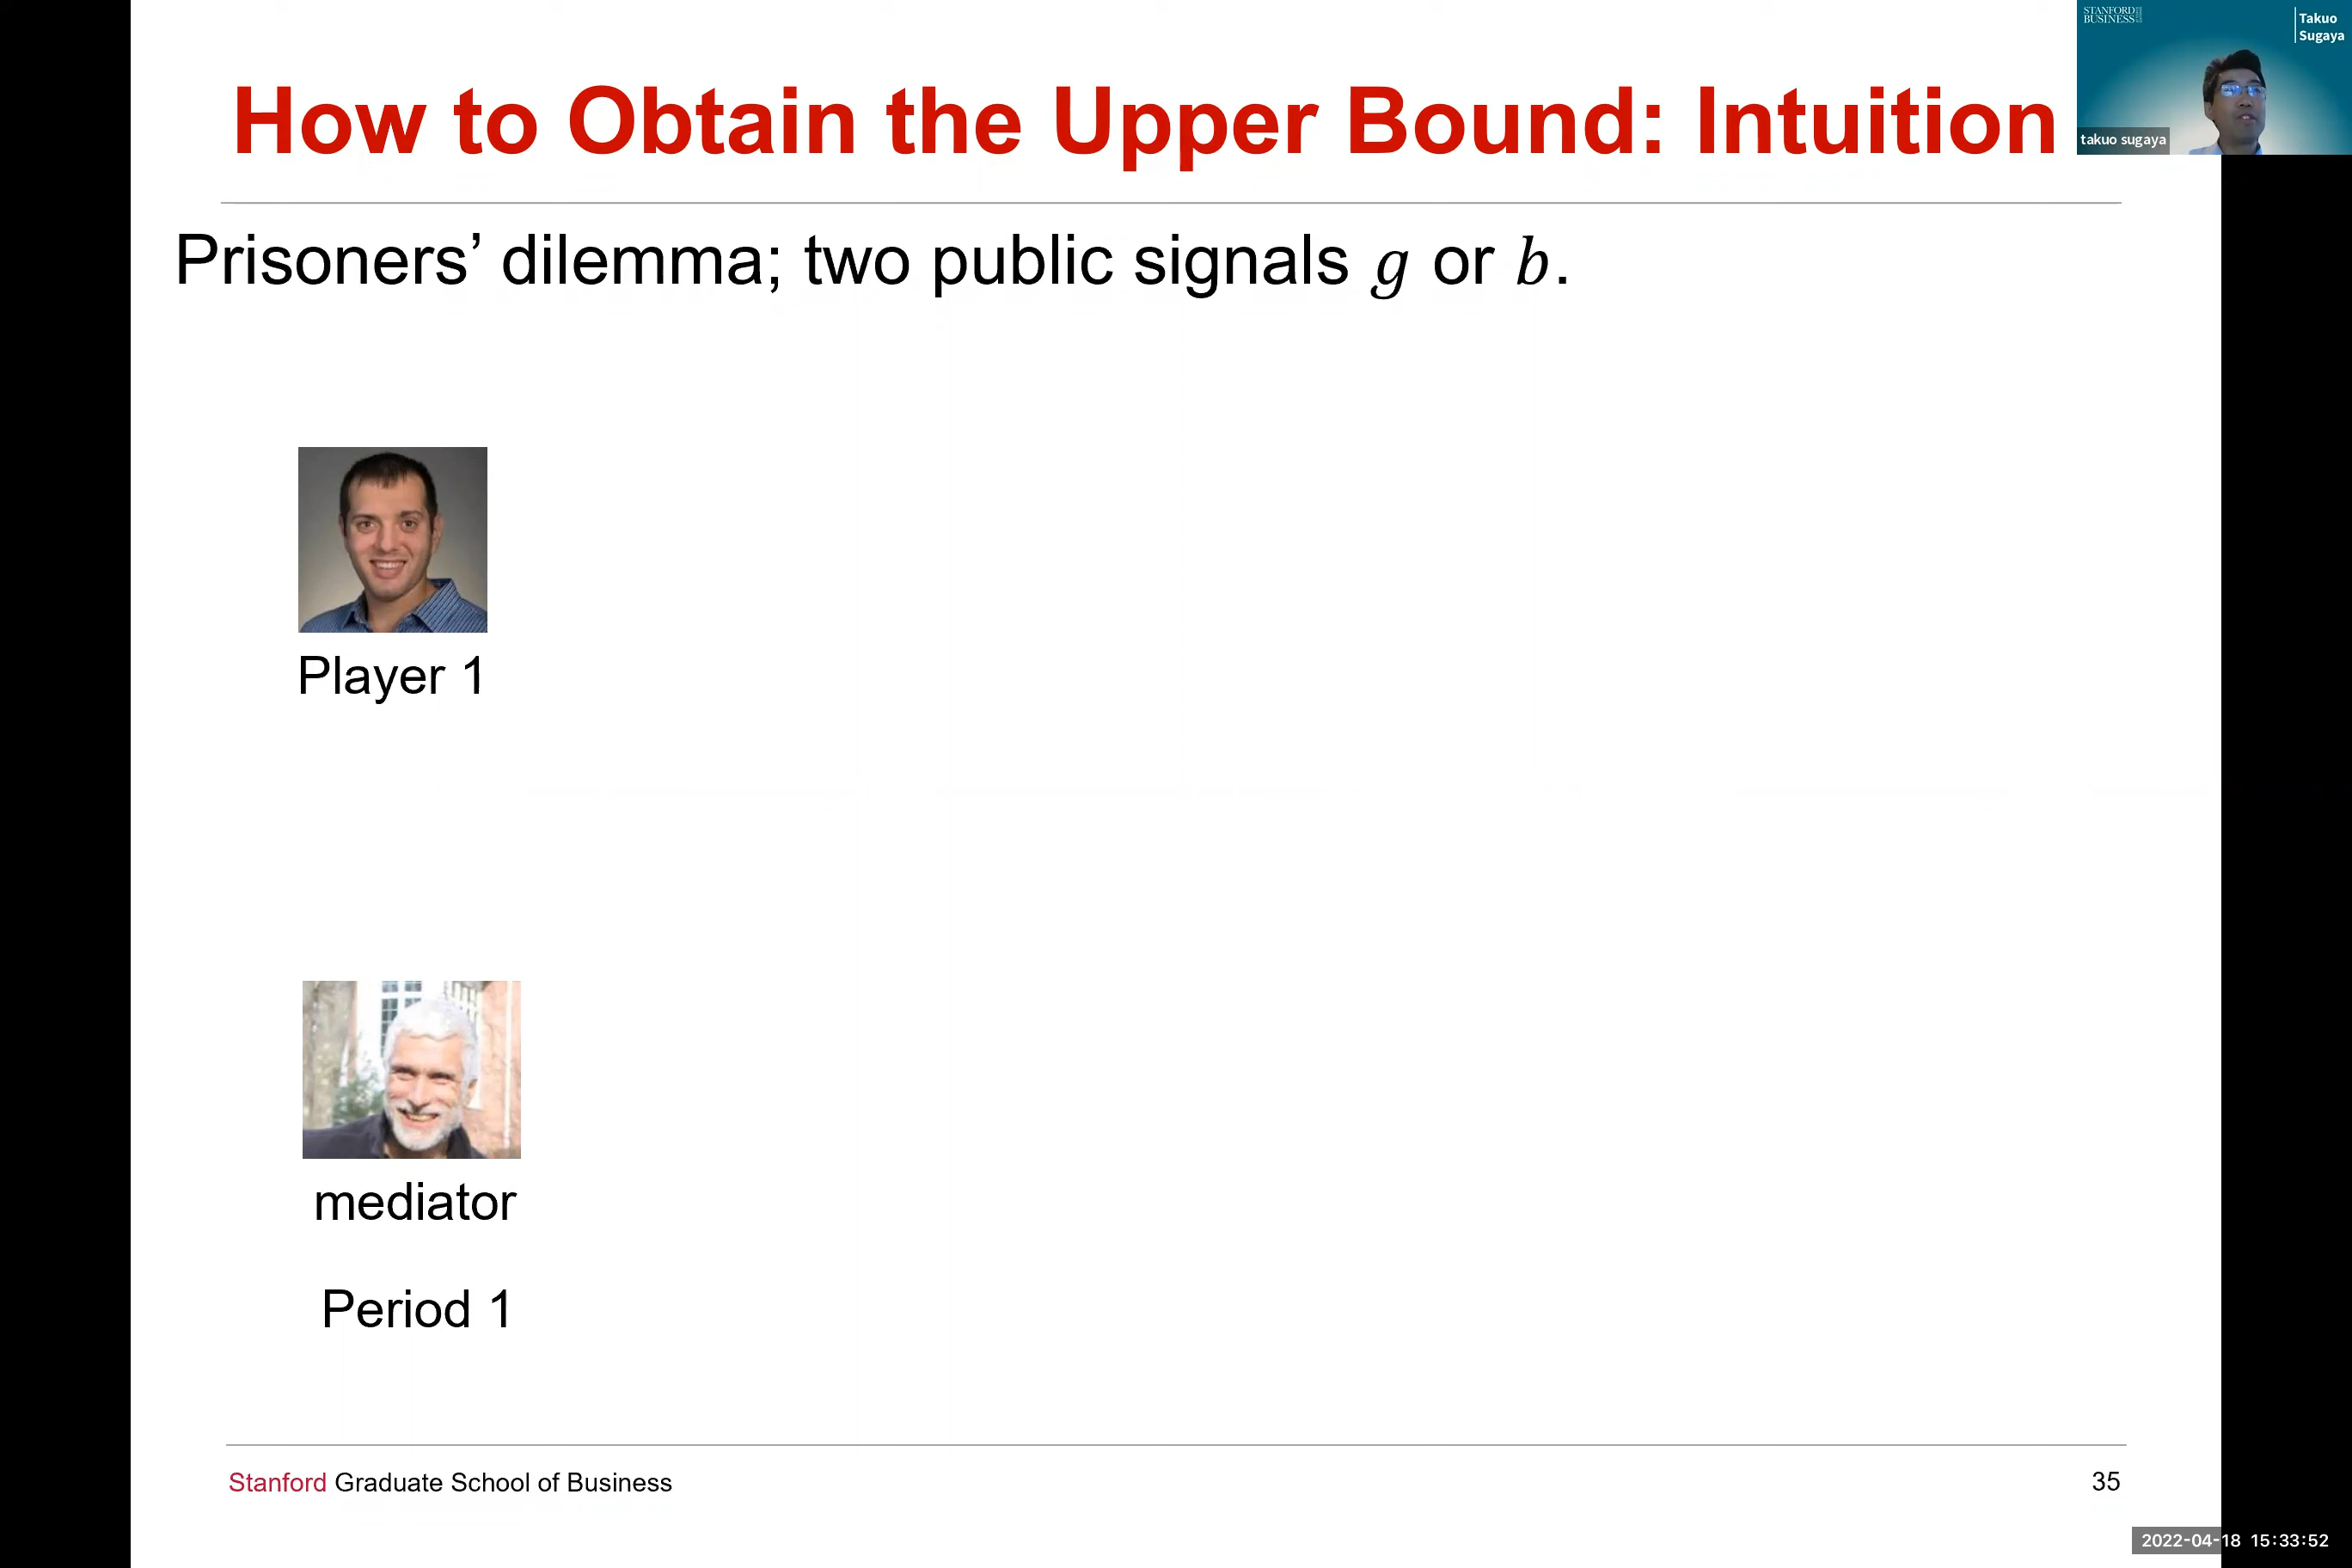 STANFORD
BUSINESS
Takuo
Sugaya
takuo sugaya
How to Obtain the Upper Bound: Intuition
Prisoners’ dilemma; two public signals g or b.
Player 1
mediator
Period 1
Stanford Graduate School of Business
35
2022-04-18 15:33:52